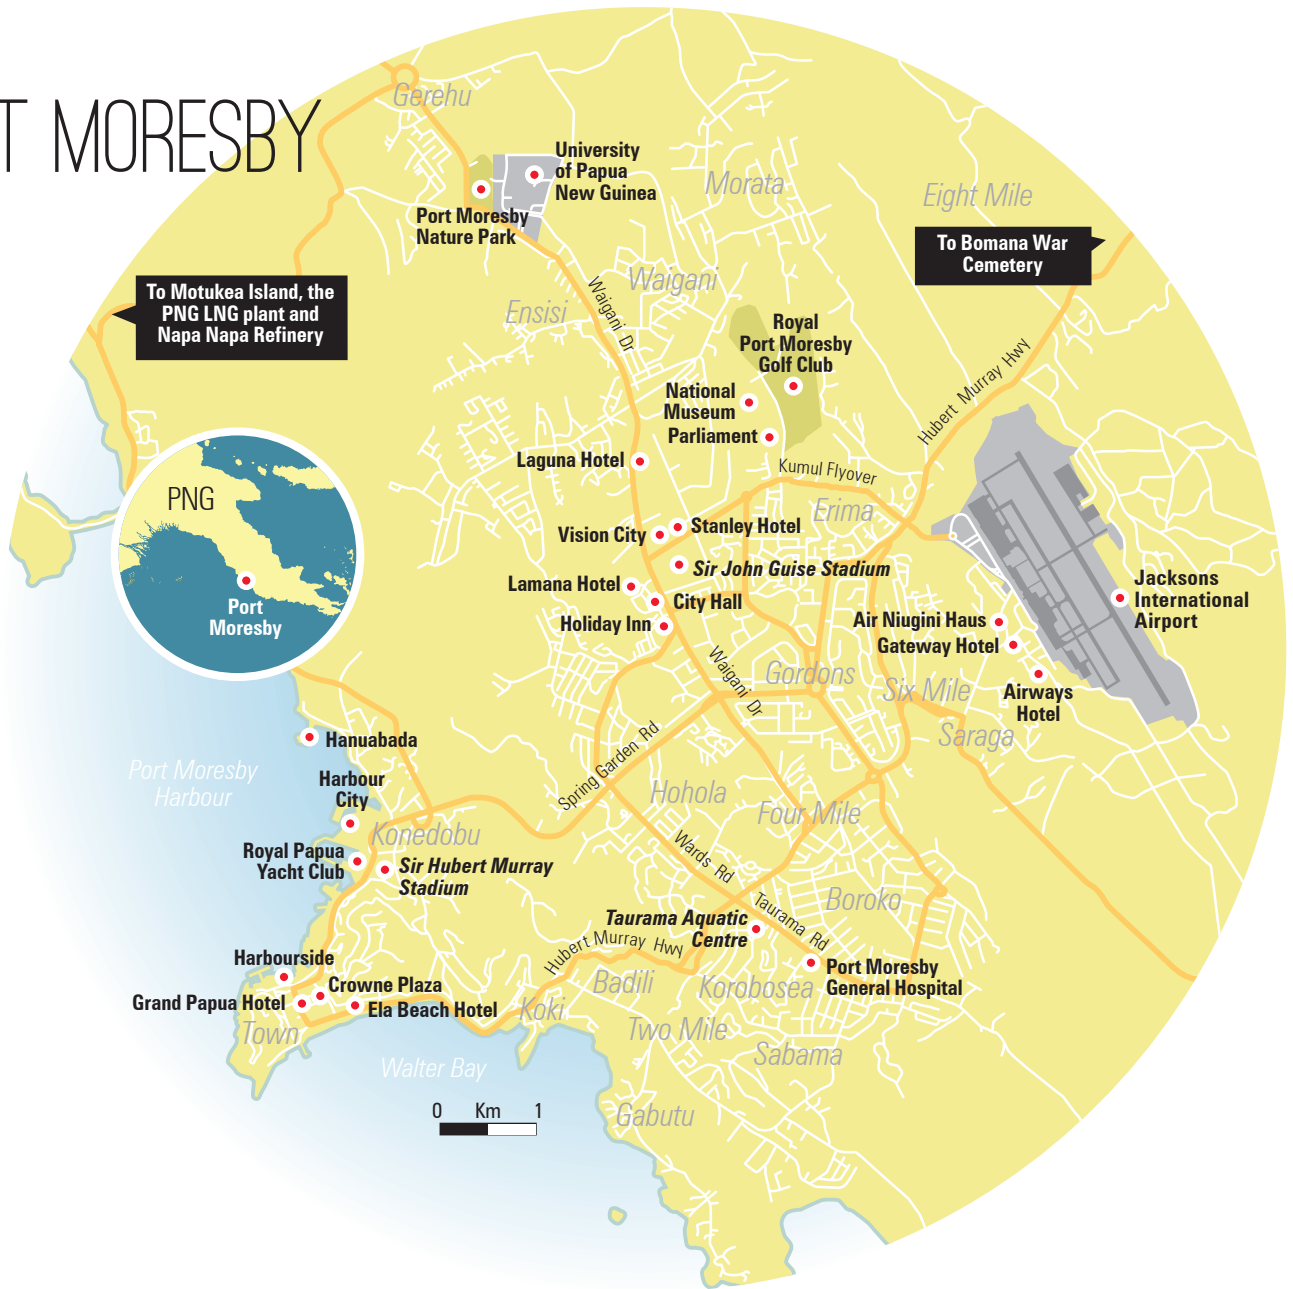 T MORESBY
Gerehu
University
of Papua
New Guinea
Port Moresby
Nature Park
Morata
Eight Mile
To Bomana War
Cemetery
Waigani
Ensisi
Waigani Dr
To Motukea Island, the
PNG LNG plant and
Napa Napa Refinery
Royal
Port Moresby
Golf Club
National
Museum
Parliament
Hubert Murray Hwy
Laguna Hotel
Kumul Flyover
Erima
PNG
Port
Moresby
Vision City
Stanley Hotel
Sir John Guise Stadium
Lamana Hotel
City Hall
Holiday Inn
Jacksons
International
Airport
Air Niugini Haus
Gateway Hotel
Airways
Hotel
Waigani Dr
Gordons
Six Mile
Saraga
Hanuabada
Port Moresby
Harbour
Harbour
City
Spring Garden Rd
Hohola
Four Mile
Konedobu
Royal Papua
Yacht Club
Sir Hubert Murray
Stadium
Wards Rd
Boroko
Taurama Aquatic
Centre
Taurama Rd
Hubert Murray Hwy
Harbourside
Crowne Plaza
Grand Papua Hotel
Ela Beach Hotel
Badili
Korobosea
Port Moresby
General Hospital
Koki
Town
Two Mile
Sabama
Walter Bay
Gabutu
0 Km 1